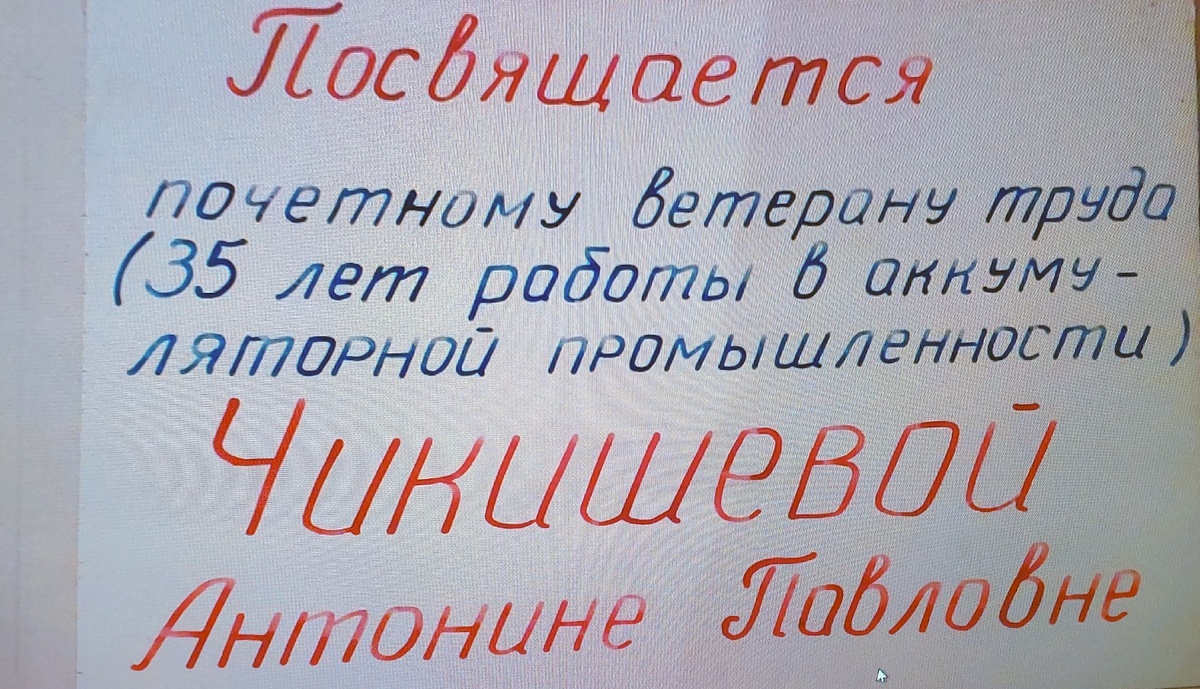 Посвящается
почетному ветерану труда
(35 лет работы в аккуму-
ляторной промышленности)
Чикишевой
Антонине Павловне